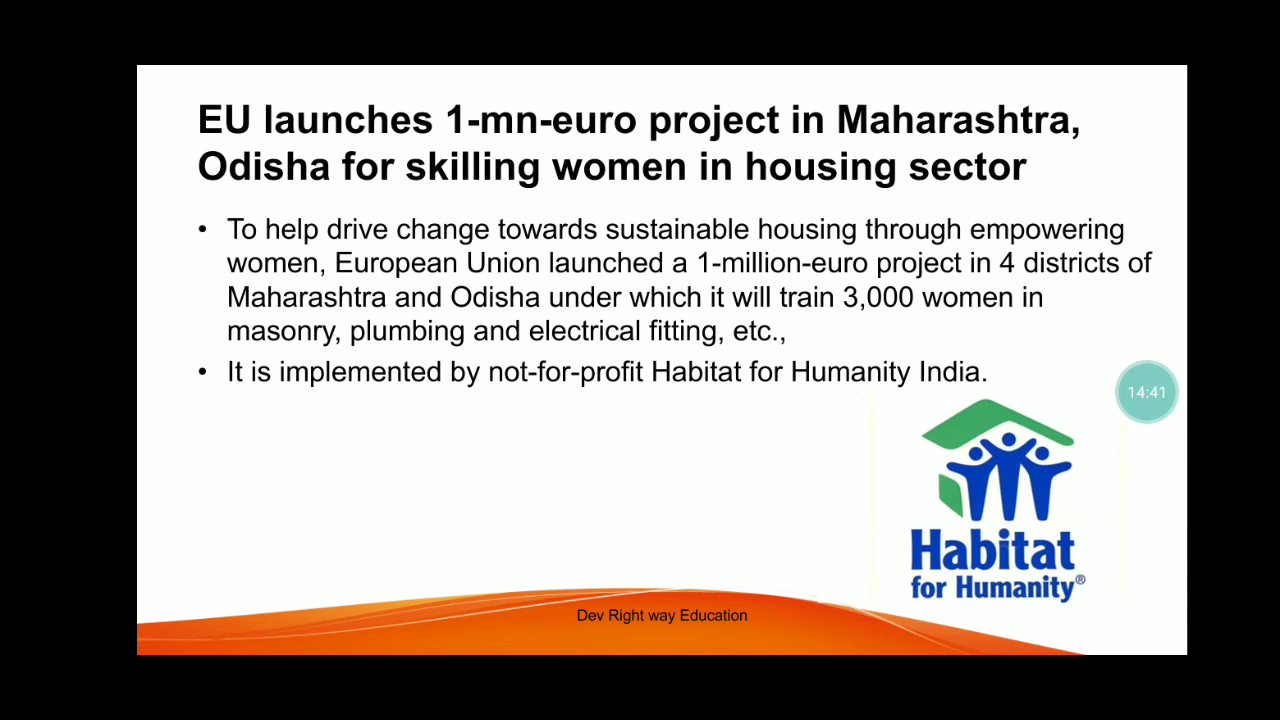 EU launches 1-mn-euro project in Maharashtra,
Odisha for skilling women in housing sector
• To help drive change towards sustainable housing through empowering
women, European Union launched a 1-million-euro project in 4 districts of
Maharashtra and Odisha under which it will train 3,000 women in
masonry, plumbing and electrical fitting, etc.,
• It is implemented by not-for-profit Habitat for Humanity India.
14:41
Habitat
for Humanity®
Dev Right way Education